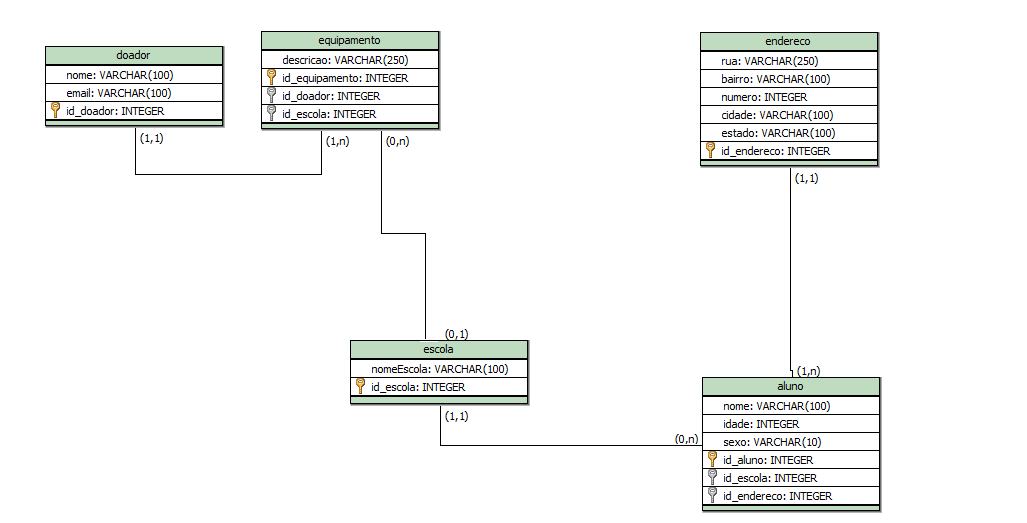 doador
nome: VARCHAR(100)
email: VARCHAR(100)
id_doador: INTEGER
(1,1)
equipamento
descricao: VARCHAR(250)
id_equipamento: INTEGER
id_doador: INTEGER
id_escola: INTEGER
(1,n)
(0,n)
endereco
rua: VARCHAR(250)
bairro: VARCHAR(100)
numero: INTEGER
cidade: VARCHAR(100)
estado: VARCHAR(100)
id_endereco: INTEGER
(1,1)
(0,1)
escola
nomeEscola: VARCHAR(100)
id_escola: INTEGER
(1,1)
(0,n)
(1,n)
aluno
nome: VARCHAR(100)
idade: INTEGER
sexo: VARCHAR(10)
id_aluno: INTEGER
id_escola: INTEGER
id_endereco: INTEGER